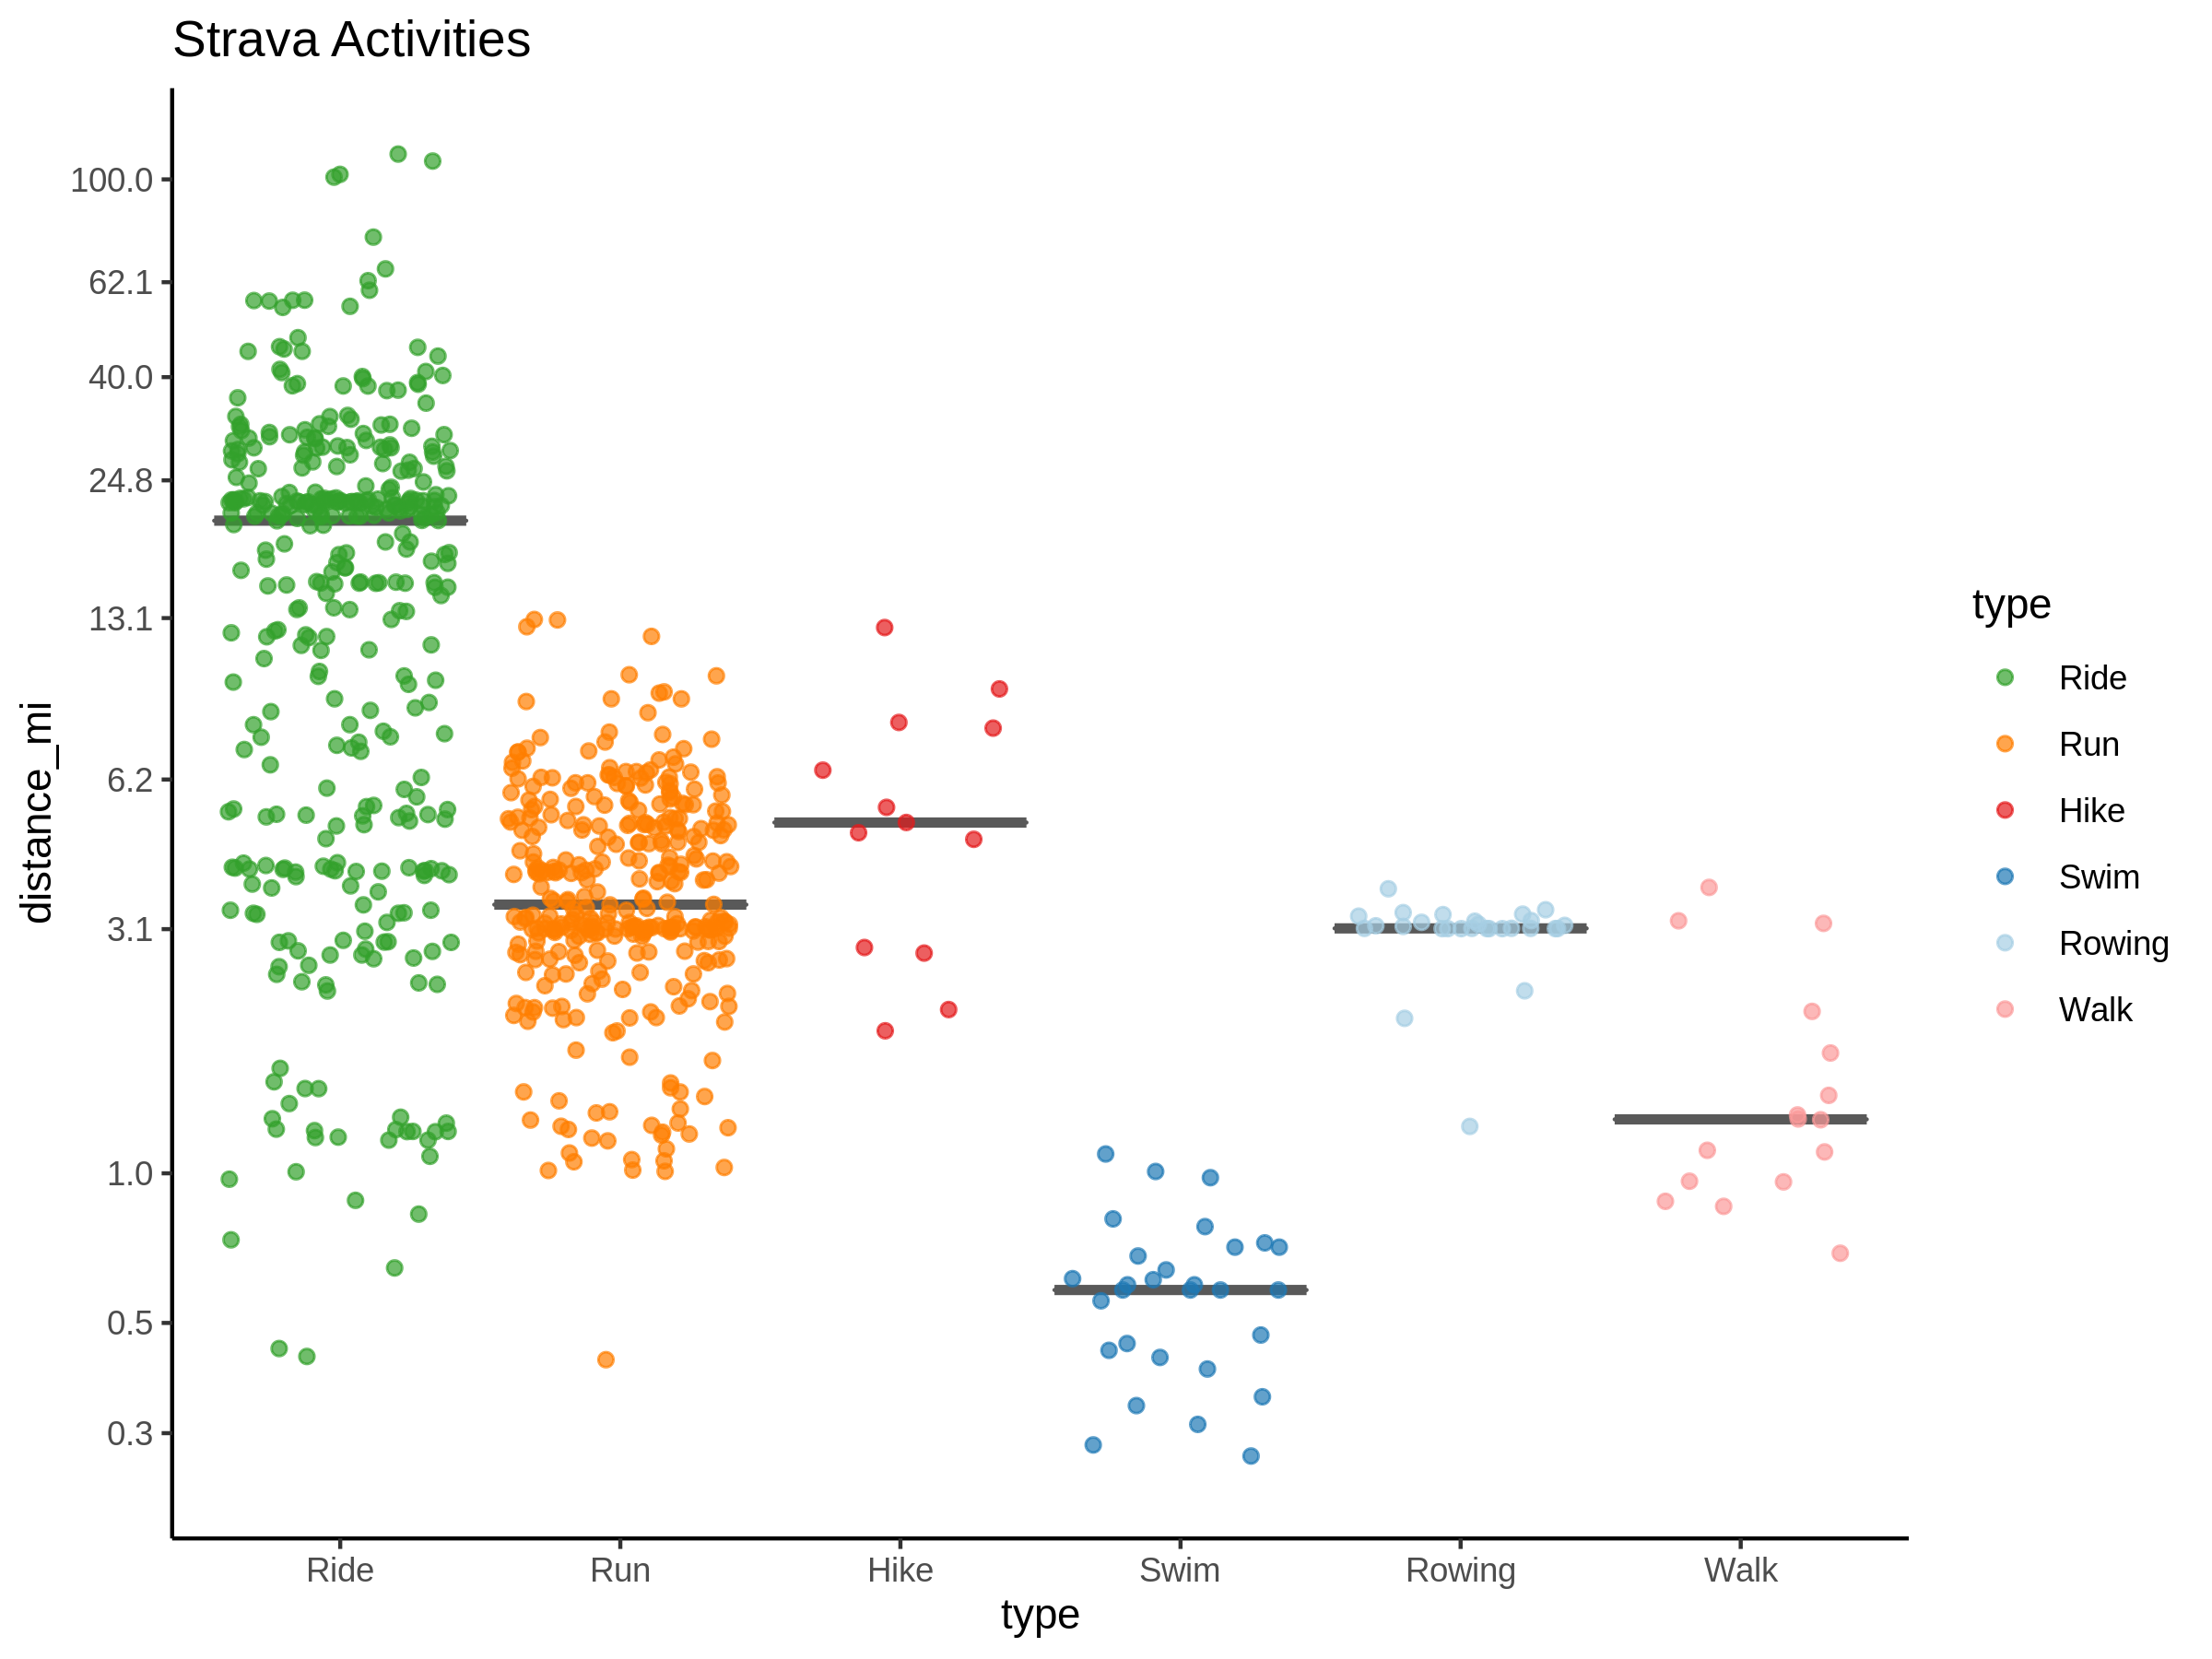 Strava Activities
distance_mi
100.0
62.1
40.0
24.8
13.1
6.2
3.1
1.0
0.5
0.3
Ride
Run
Hike
Swim
Rowing
Walk
type
type
Ride
Run
Hike
Swim
Rowing
Walk